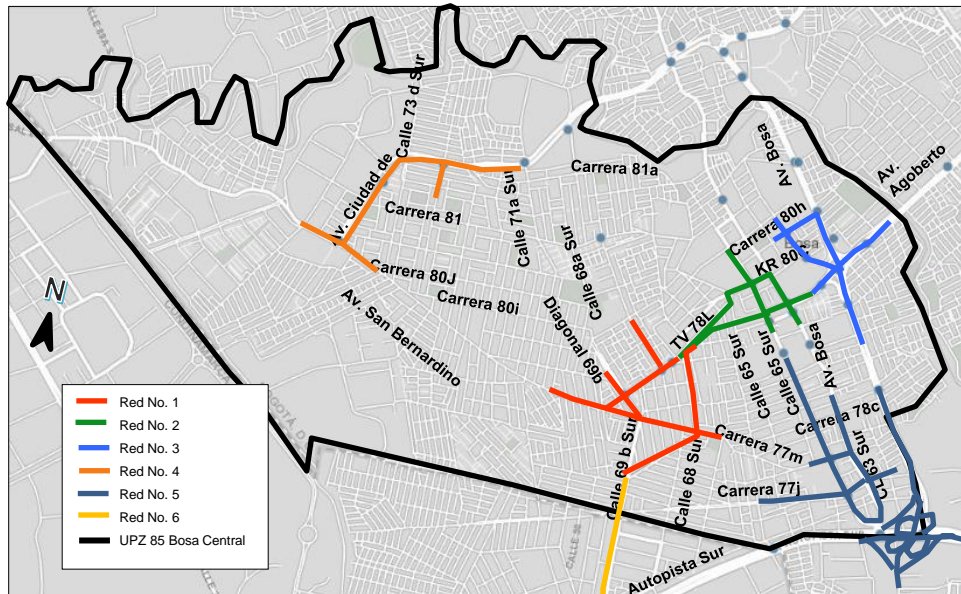 Calle 73 d Sur
Av. Ciudad de
Carrera 81
Carrera 80J
Carrera 80i
Av. San Bernardino
Calle 71a Sur
Carrera 81a
Calle 68a Sur
Diagonal 69b
Av. Bosa
Av.
Agoberto
Carrera 80h
Bosa
TV 78L
Calle 65 Sur
Calle 65 Sur
Av. Bosa
Carrera 78c
CL 63 Sur
Carrera 77m
Carrera 77j
Calle 69 b Sur
Calle 68 Sur
Autopista Sur
CALLE 38
N
Red No. 1
Red No. 2
Red No. 3
Red No. 4
Red No. 5
Red No. 6
UPZ 85 Bosa Central